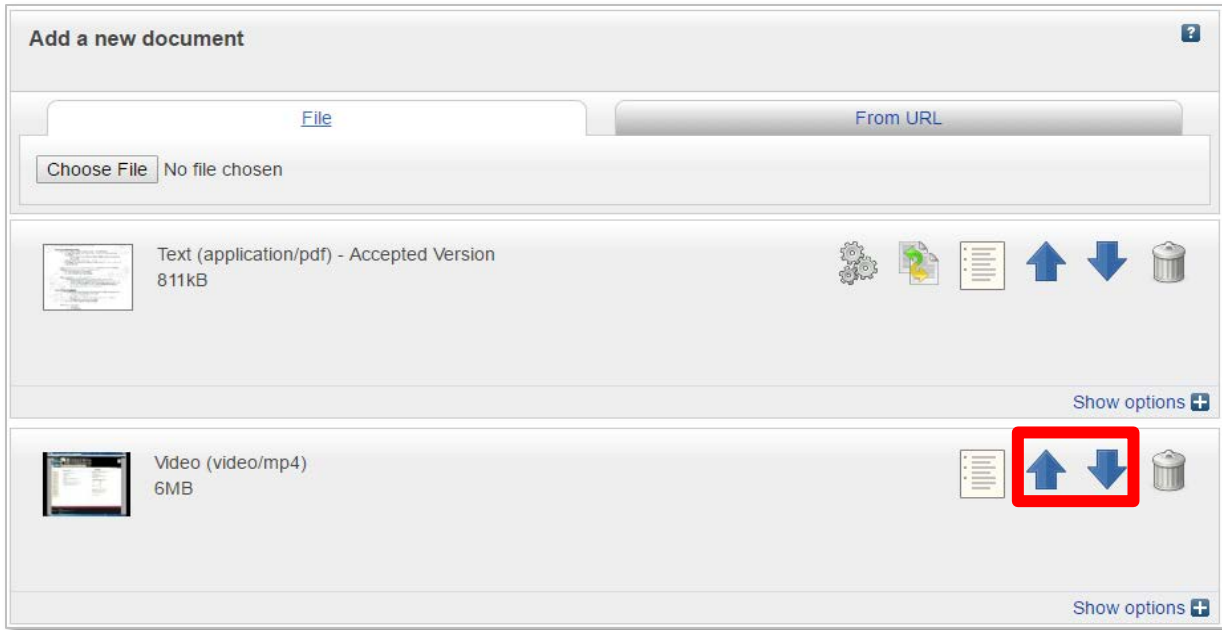 Add a new document
?
File
From URL
Choose File No file chosen
Text (application/pdf) - Accepted Version
811kB
Show options
Video (video/mp4)
6MB
Show options